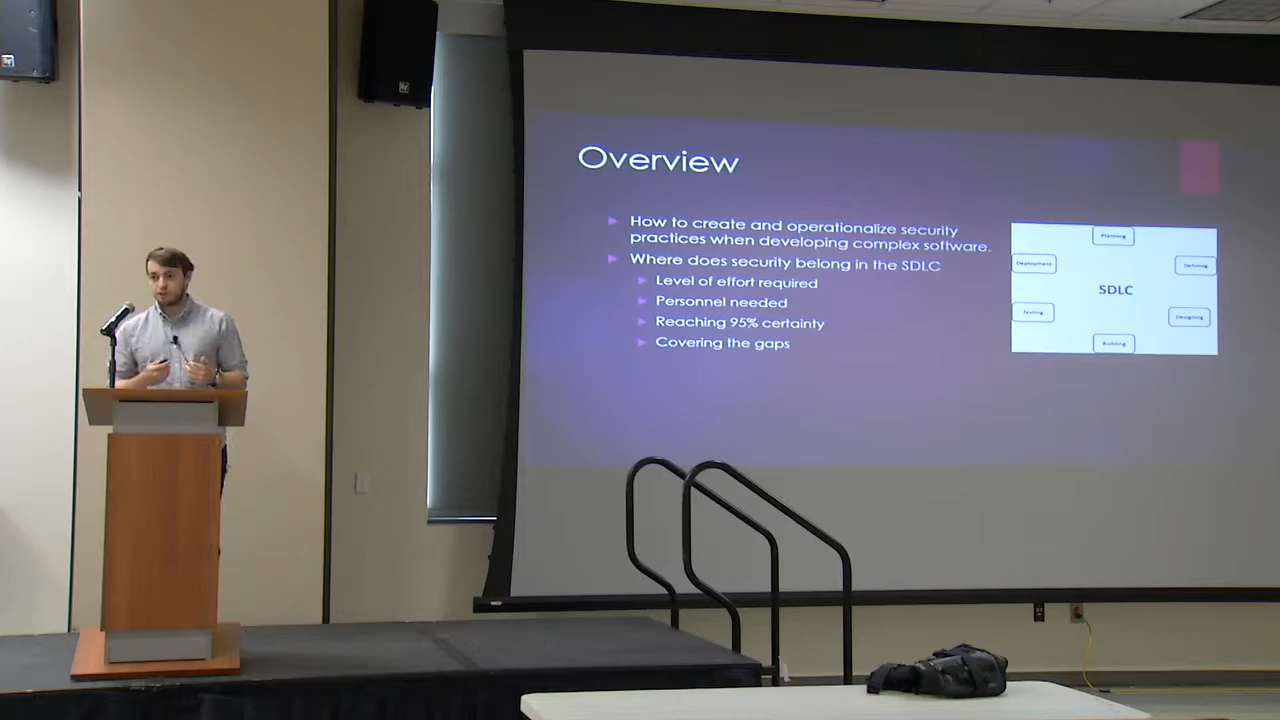 Overview
How to create and operationalize security
practices when developing complex software.
Where does security belong in the SDLC
Level of effort required
Personnel needed
Reaching 95% certainty
Covering the gaps
Planning
Deployment
Defining
SDLC
Testing
Designing
Building